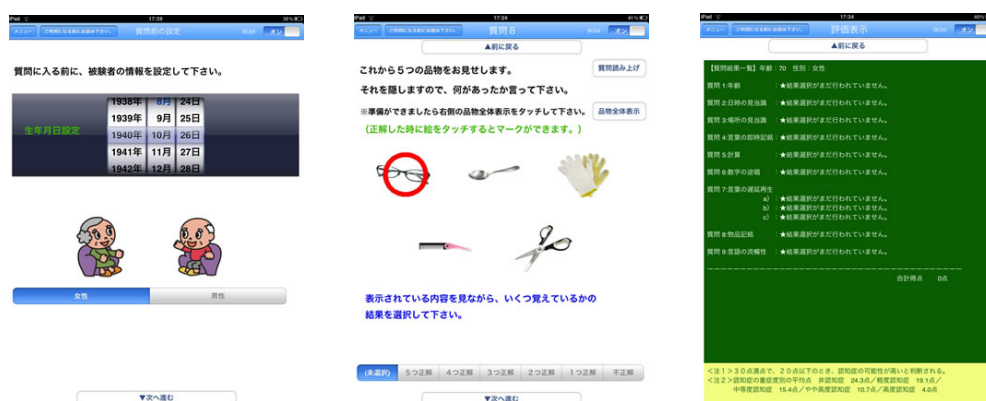 iPad 17:39 39%
メニュー ご利用になる前にお読み下さい。 質問前の設定 BGM オン
質問に入る前に、被験者の情報を設定して下さい。
生年月日設定
1938年 8月 24日
1939年 9月 25日
1940年 10月 26日
1941年 11月 27日
1942年 12月 28日
女性 男性
▼次へ進む
iPad 17:34 41%
メニュー ご利用になる前にお読み下さい。 質問8 BGM オン
▲前に戻る
これから５つの品物をお見せします。 質問読み上げ
それを隠しますので、何があったか言って下さい。
※準備ができましたら右側の品物全体表示をタッチして下さい。 品物全体表示
（正解した時に絵をタッチするとマークができます。）
表示されている内容を見ながら、いくつ覚えているかの
結果を選択して下さい。
(未選択) 5つ正解 4つ正解 3つ正解 2つ正解 1つ正解 不正解
▼次へ進む
iPad 17:34 40%
メニュー ご利用になる前にお読み下さい。 評価表示 BGM オン
▲前に戻る
【質問結果一覧】年齢：70 性別：女性
質問 1:年齢 ：★結果選択がまだ行われていません。
質問 2:日時の見当識 ：★結果選択がまだ行われていません。
質問 3:場所の見当識 ：★結果選択がまだ行われていません。
質問 4:言葉の即時記銘 ：★結果選択がまだ行われていません。
質問 5:計算 ：★結果選択がまだ行われていません。
質問 6:数字の逆唱 ：★結果選択がまだ行われていません。
質問 7:言葉の遅延再生
a) ：★結果選択がまだ行われていません。
b) ：★結果選択がまだ行われていません。
c) ：★結果選択がまだ行われていません。
質問 8:物品記銘 ：★結果選択がまだ行われていません。
質問 9:言語の流暢性 ：★結果選択がまだ行われていません。
合計得点 0点
＜注１＞３０点満点で、２０点以下のとき、認知症の可能性が高いと判断される。
＜注２＞認知症の重症度別の平均点 非認知症 24.3点／軽度認知症 19.1点／
中等度認知症 15.4点／やや高度認知症 10.7点／高度認知症 4.0点